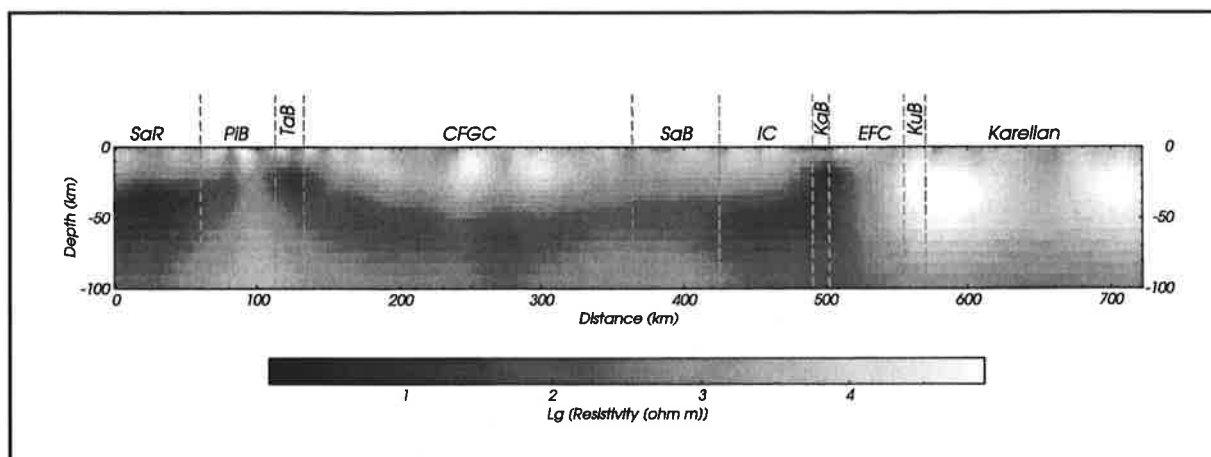 SaR PiB TaB CFGC SaB IC KaB EFC KuB Karelian
0 0
-50 -50
-100 -100
Depth (km)
0 100 200 300 400 500 600 700
Distance (km)
1 2 3 4
Lg (Resistivity (ohm m))